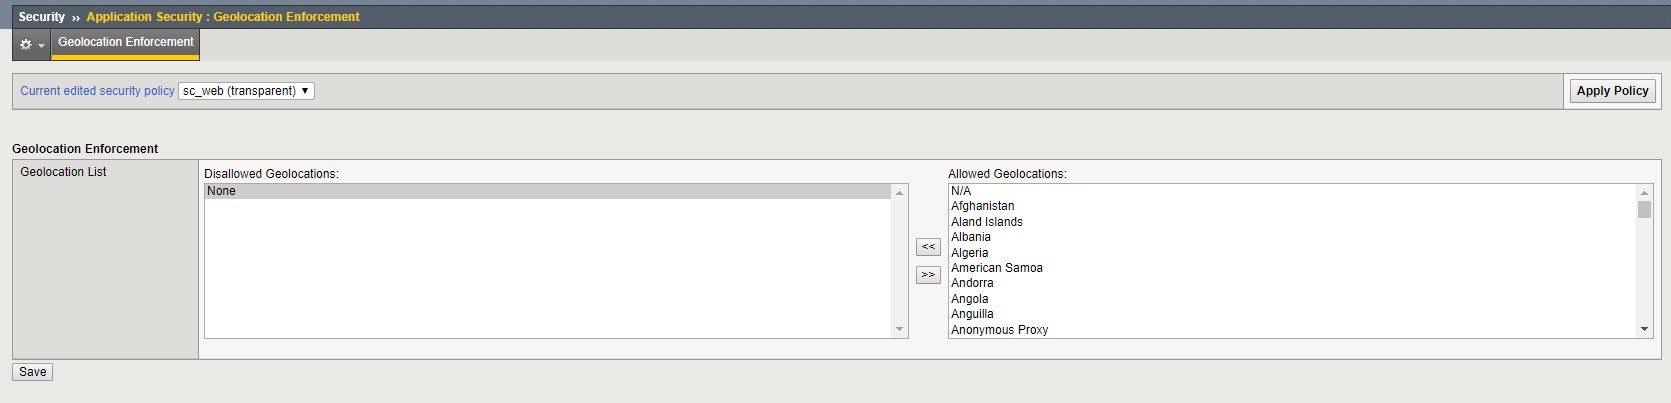 Security ›› Application Security : Geolocation Enforcement
Geolocation Enforcement
Current edited security policy sc_web (transparent) ▼ Apply Policy
Geolocation Enforcement
Geolocation List Disallowed Geolocations: Allowed Geolocations:
None N/A
Afghanistan
Aland Islands
Albania
<< Algeria
>> American Samoa
Andorra
Angola
Anguilla
Anonymous Proxy
Save